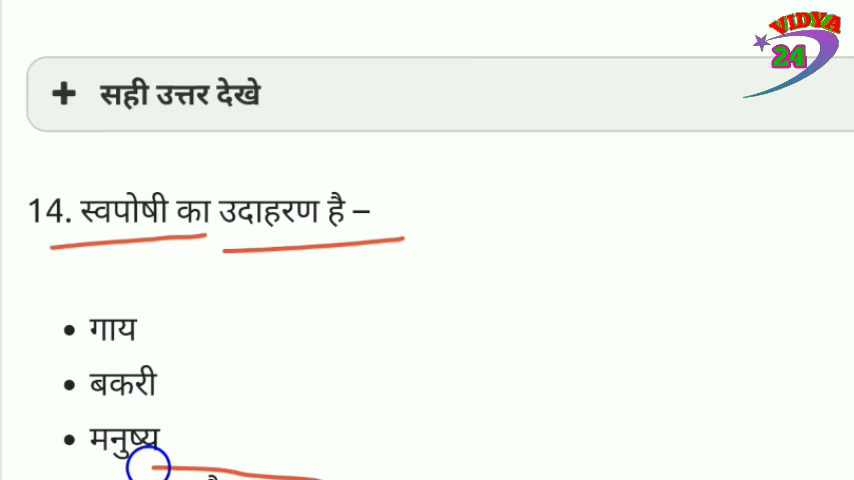 VIDYA
24
+ सही उत्तर देखे
14. स्वपोषी का उदाहरण है –
• गाय
• बकरी
• मनुष्य